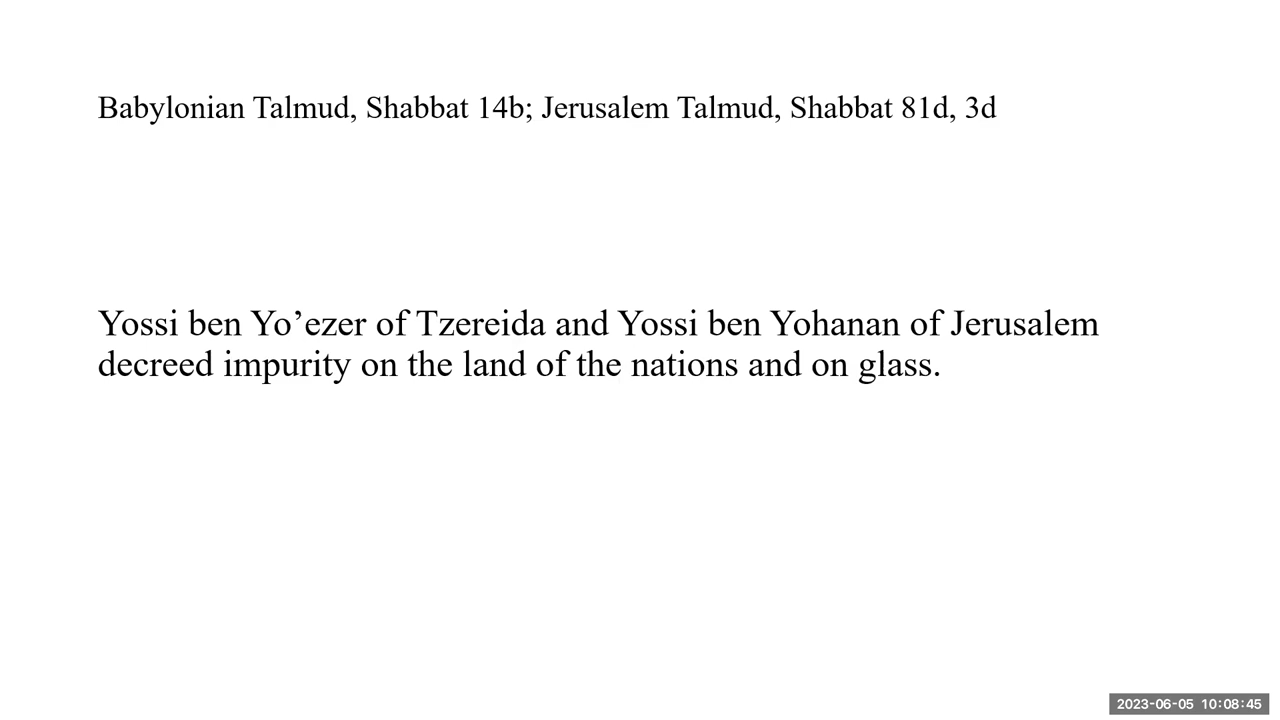 Babylonian Talmud, Shabbat 14b; Jerusalem Talmud, Shabbat 81d, 3d
Yossi ben Yo’ezer of Tzereida and Yossi ben Yohanan of Jerusalem
decreed impurity on the land of the nations and on glass.
2023-06-05 10:08:45